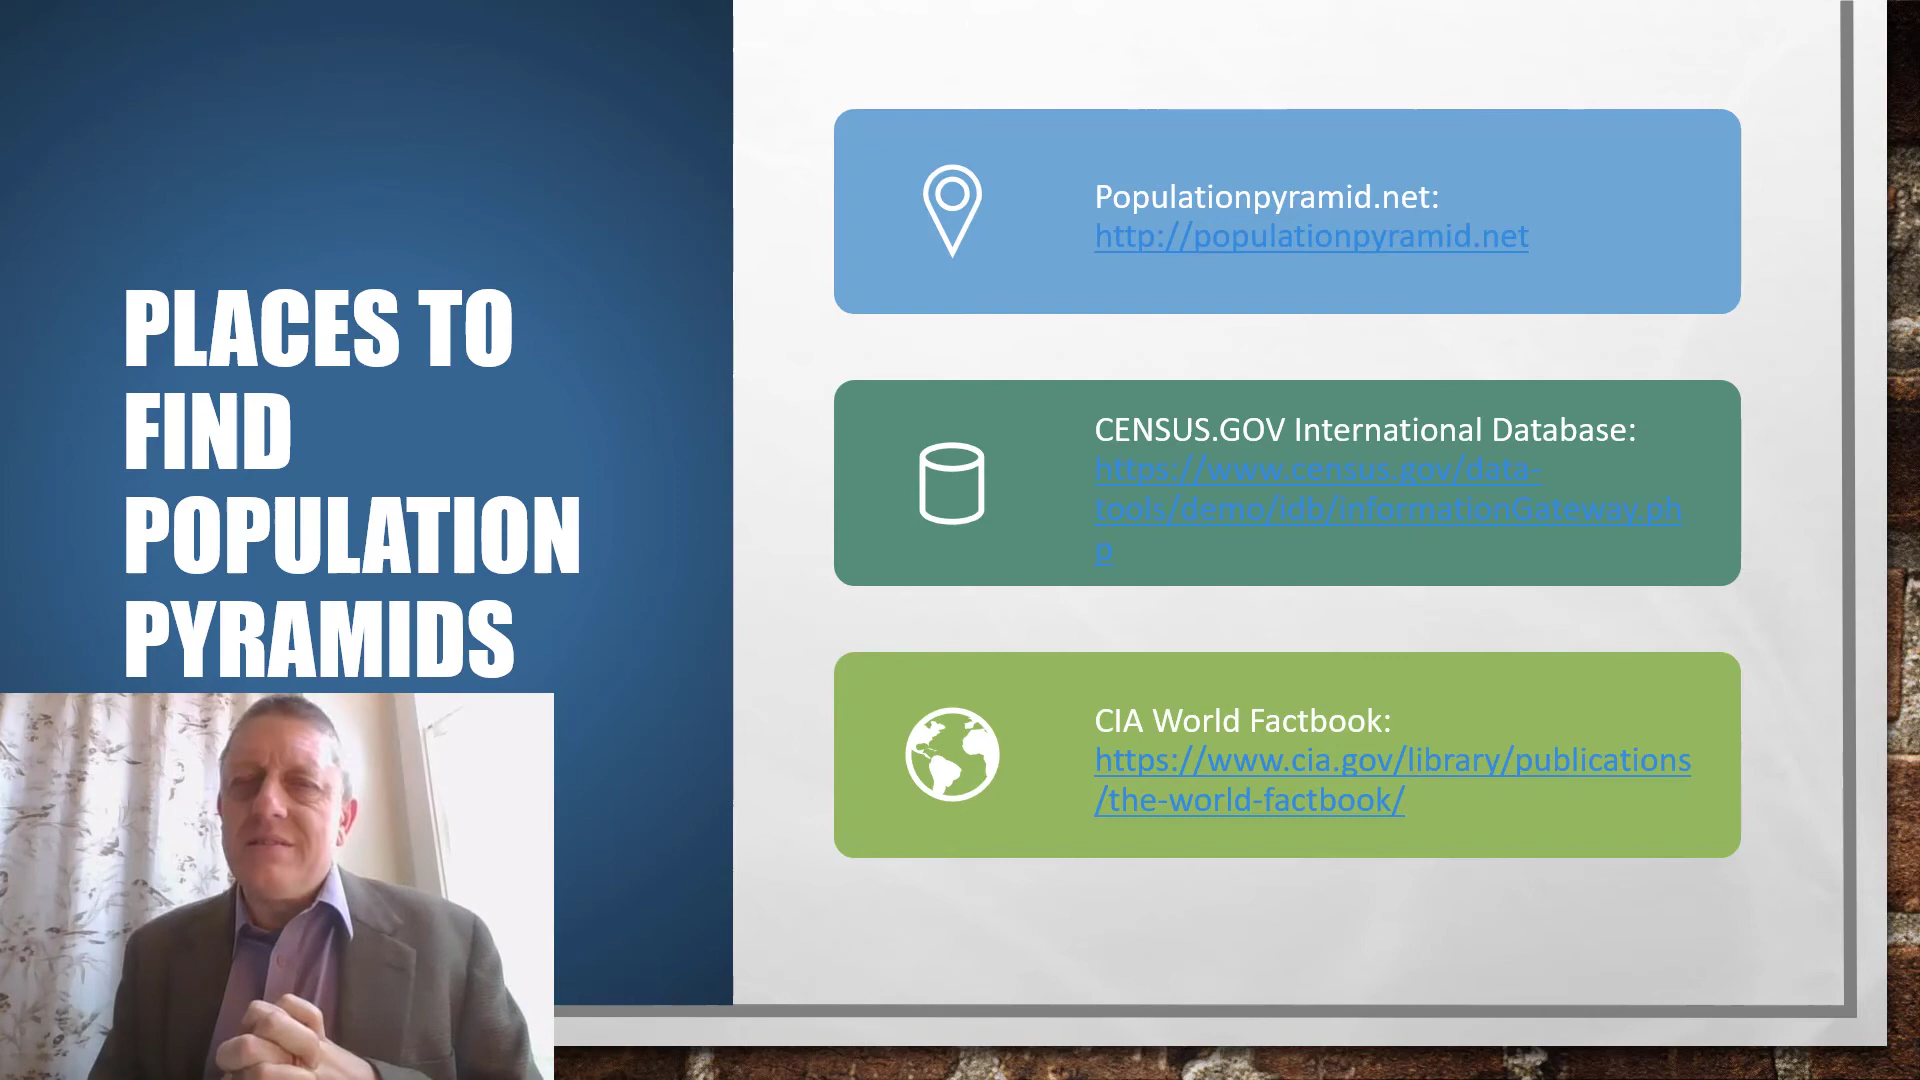 PLACES TO
FIND
POPULATION
PYRAMIDS
Populationpyramid.net:
http://populationpyramid.net
CENSUS.GOV International Database:
https://www.census.gov/data-
tools/demo/idb/informationGateway.ph
p
CIA World Factbook:
https://www.cia.gov/library/publications
/the-world-factbook/